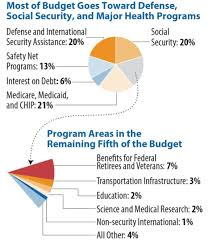 Most of Budget Goes Toward Defense,
Social Security, and Major Health Programs
Defense and International
Security Assistance: 20%
Social
Security: 20%
Safety Net
Programs: 13%
Interest on Debt: 6%
Medicare, Medicaid,
and CHIP: 21%
Program Areas in the
Remaining Fifth of the Budget
Benefits for Federal
Retirees and Veterans: 7%
Transportation Infrastructure: 3%
Education: 2%
Science and Medical Research: 2%
Non-security International: 1%
All Other: 4%